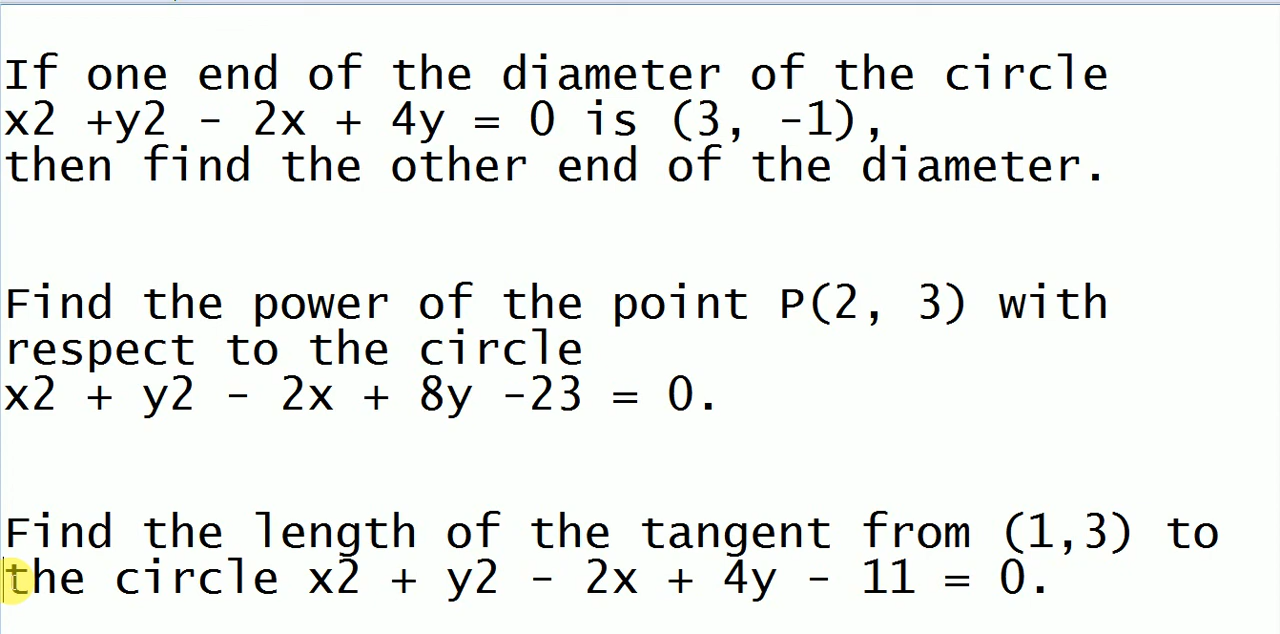 If one end of the diameter of the circle
x2 +y2 - 2x + 4y = 0 is (3, -1),
then find the other end of the diameter.
Find the power of the point P(2, 3) with
respect to the circle
x2 + y2 - 2x + 8y -23 = 0.
Find the length of the tangent from (1,3) to
the circle x2 + y2 - 2x + 4y - 11 = 0.